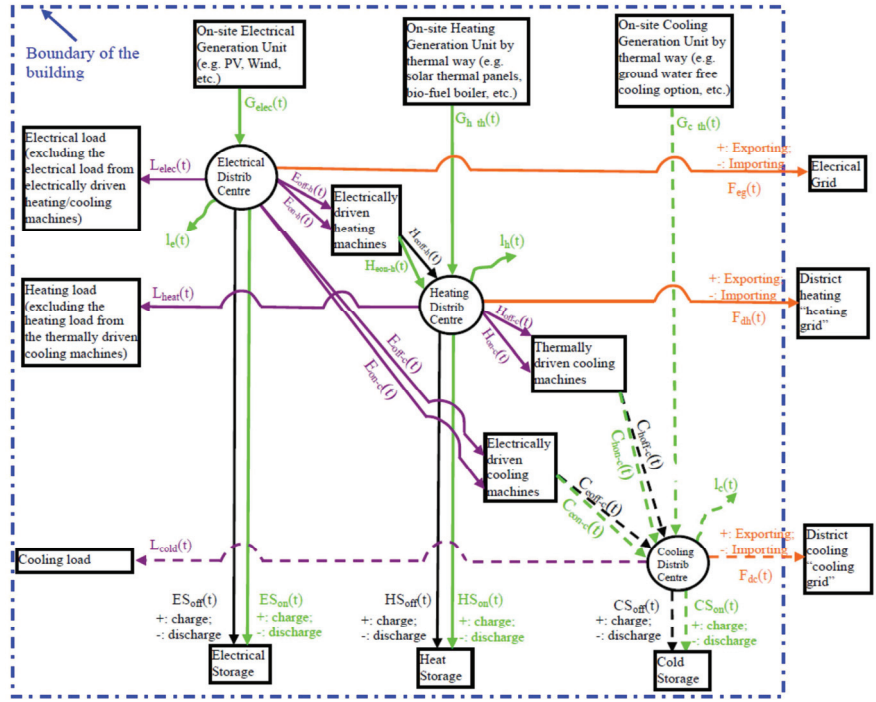 Boundary of the
building
On-site Electrical
Generation Unit
(e.g. PV, Wind,
etc.)
On-site Heating
Generation Unit by
thermal way (e.g.
solar thermal panels,
bio-fuel boiler, etc.)
On-site Cooling
Generation Unit by
thermal way (e.g.
ground water free
cooling option, etc.)
Gelec(t)
Gh_th(t)
Gc_th(t)
Electrical load
(excluding the
electrical load from
electrically driven
heating/cooling
machines)
Lelec(t)
Electrical
Distrib
Centre
le(t)
Eoff-h(t)
Eon-h(t)
Electrically
driven
heating
machines
+: Exporting;
-: Importing
Feg(t)
Elecrical
Grid
Heoff-h(t)
Heon-h(t)
lh(t)
Heating load
(excluding the
heating load from
the thermally driven
cooling machines)
Lheat(t)
Heating
Distrib
Centre
+: Exporting;
-: Importing
Fdh(t)
District
heating
"heating
grid"
Hoff-c(t)
Hon-c(t)
Thermally
driven cooling
machines
Eoff-c(t)
Eon-c(t)
Electrically
driven
cooling
machines
Choff-c(t)
Chon-c(t)
Ceoff-c(t)
Ceon-c(t)
lc(t)
Cooling load
Lcold(t)
Cooling
Distrib
Centre
+: Exporting;
-: Importing
Fdc(t)
District
cooling
"cooling
grid"
ESoff(t)
+: charge;
-: discharge
ESon(t)
+: charge;
-: discharge
HSoff(t)
+: charge;
-: discharge
HSon(t)
+: charge;
-: discharge
CSoff(t)
+: charge;
-: discharge
CSon(t)
+: charge;
-: discharge
Electrical
Storage
Heat
Storage
Cold
Storage